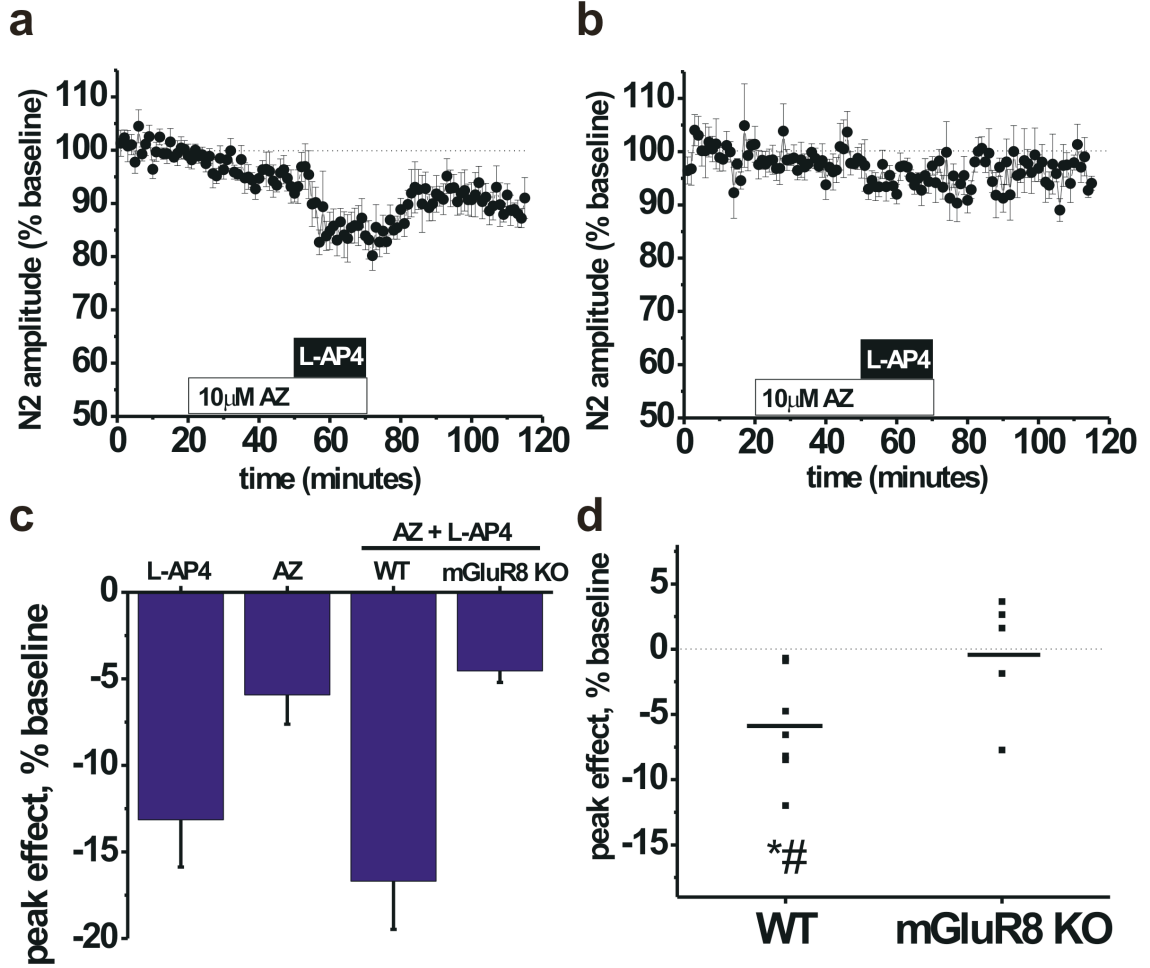 a
N2 amplitude (% baseline)
110
100
90
80
70
60
50
L-AP4
10μM AZ
0 20 40 60 80 100 120
time (minutes)
b
N2 amplitude (% baseline)
110
100
90
80
70
60
50
L-AP4
10μM AZ
0 20 40 60 80 100 120
time (minutes)
c
AZ + L-AP4
L-AP4 AZ WT mGluR8 KO
peak effect, % baseline
0
-5
-10
-15
-20
d
peak effect, % baseline
5
0
-5
-10
-15
*#
WT mGluR8 KO